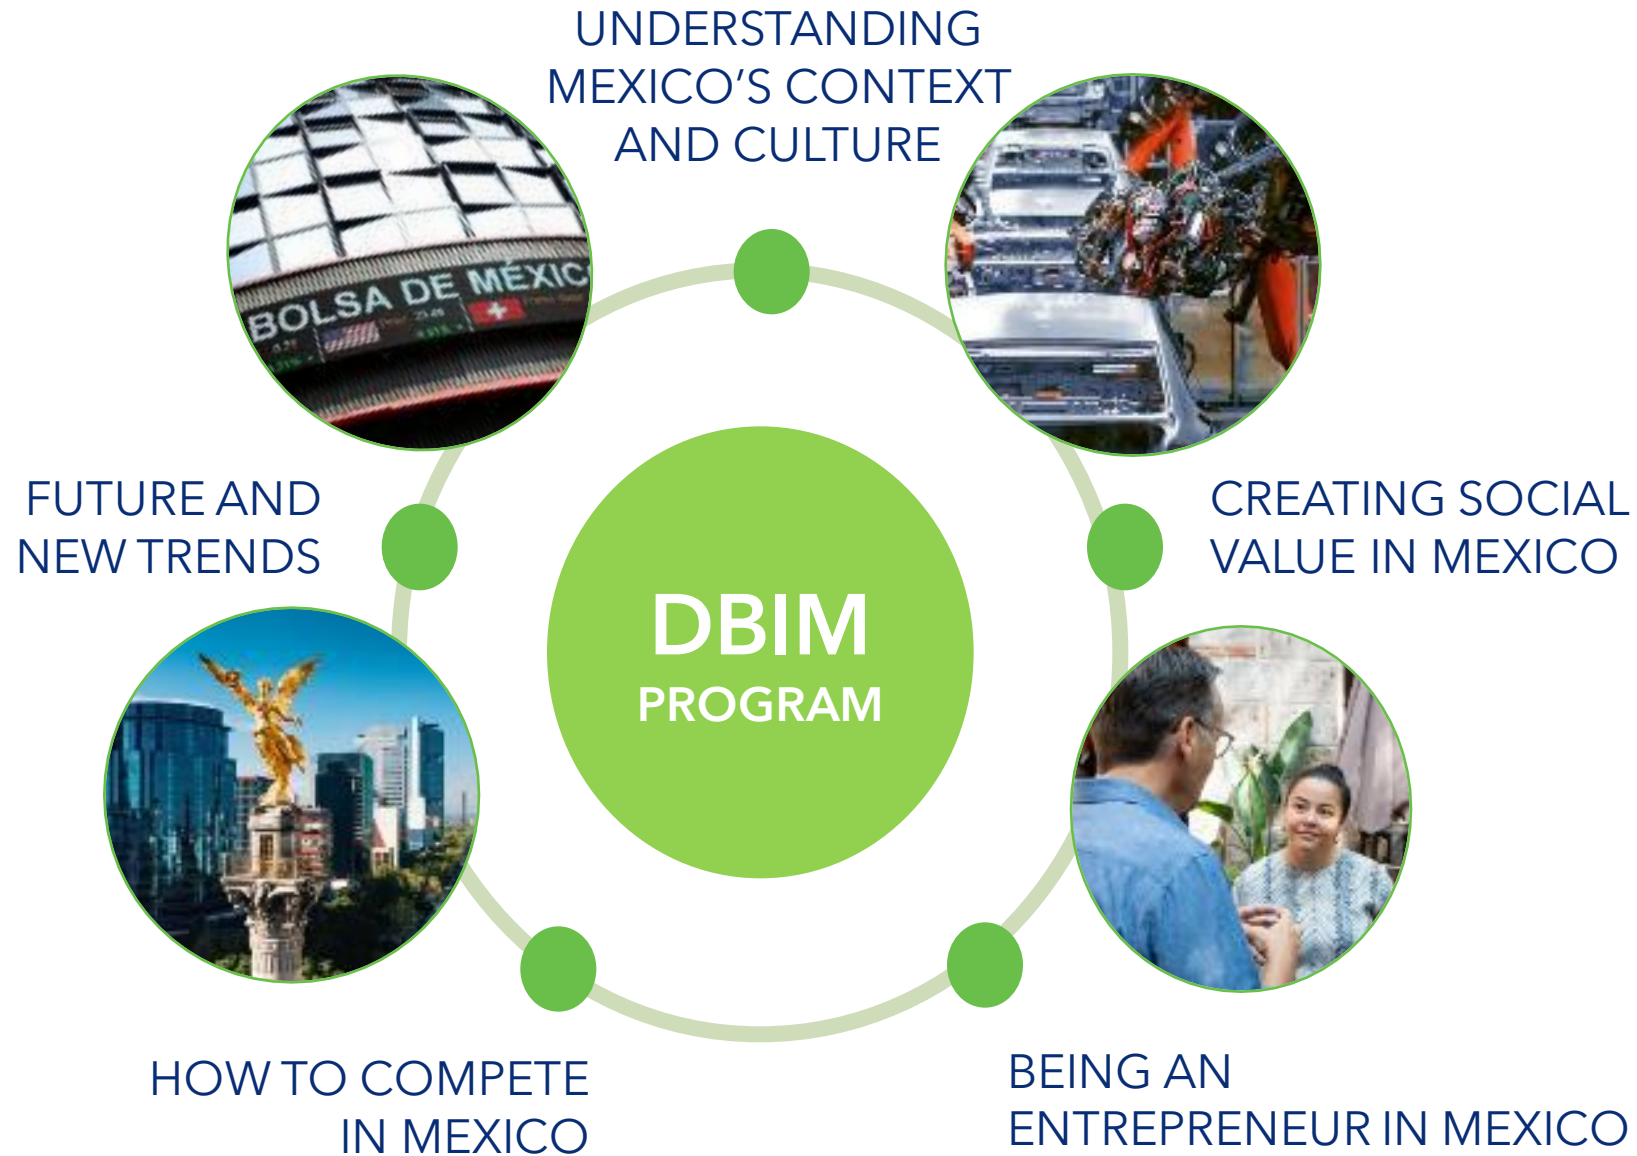 UNDERSTANDING
MEXICO’S CONTEXT
AND CULTURE
BOLSA DE MÉXIC
FUTURE AND
NEW TRENDS
CREATING SOCIAL
VALUE IN MEXICO
DBIM
PROGRAM
HOW TO COMPETE
IN MEXICO
BEING AN
ENTREPRENEUR IN MEXICO